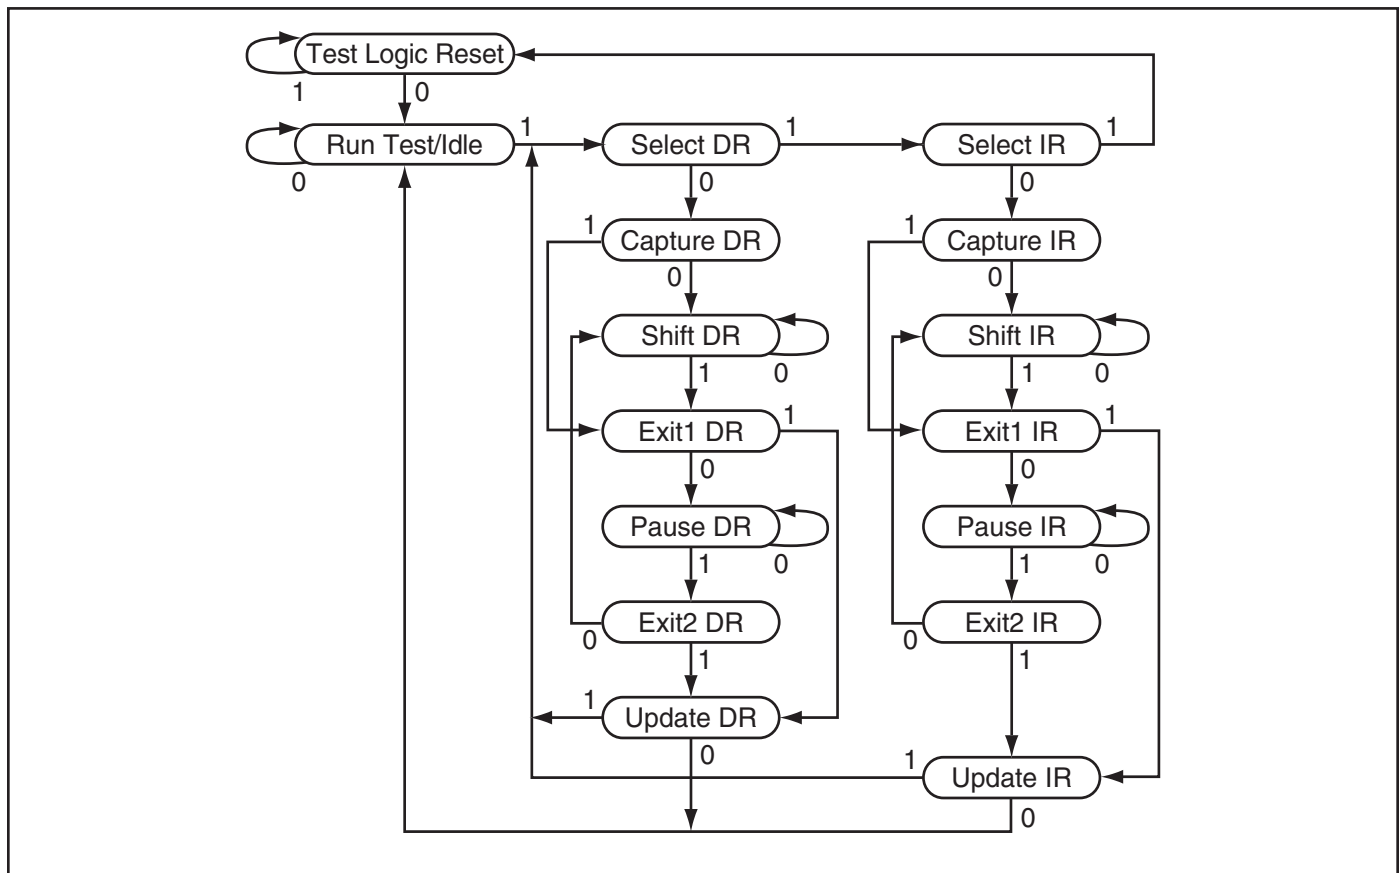 Test Logic Reset
1 0
Run Test/Idle 1 Select DR 1 Select IR 1
0 0 0
1 Capture DR 1 Capture IR
0 0
Shift DR Shift IR
1 0 1 0
Exit1 DR 1 Exit1 IR 1
0 0
Pause DR Pause IR
1 0 1 0
Exit2 DR Exit2 IR
0 1 0 1
1 Update DR
0
1 Update IR
0